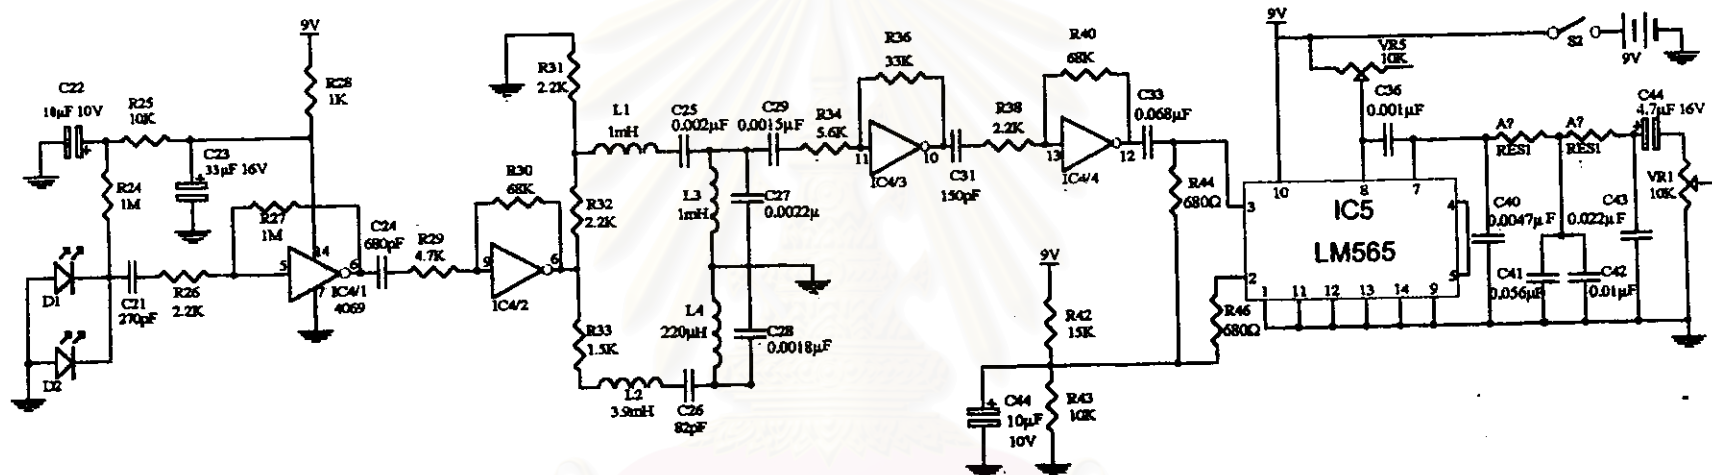 9V
R28
1K
C22
10µF 10V
R25
10K
C23
33µF 16V
R24
1M
R27
1M
14
5
6
7
IC4/1
4069
D1
D2
C21
270pF
R26
2.2K
C24
680pF
R29
4.7K
R30
68K
9
6
IC4/2
R31
2.2K
R32
2.2K
R33
1.5K
L1
1mH
C25
0.002µF
C29
0.0015µF
L3
1mH
C27
0.0022µ
L4
220µH
C28
0.0018µF
L2
3.9mH
C26
82pF
R34
5.6K
R36
33K
11
10
IC4/3
C31
150pF
R38
2.2K
R40
68K
13
12
IC4/4
C33
0.068µF
R44
680Ω
9V
R42
15K
R43
10K
C44
10µF
10V
R46
680Ω
9V
VR5
10K
S2
9V
C36
0.001µF
10
8
7
3
4
IC5
LM565
2
5
1
11
12
13
14
9
A?
RES1
A?
RES1
C44
4.7µF 16V
VR1
10K
C40
0.0047µF
0.022µF
C43
C41
0.056µF
C42
0.01µF